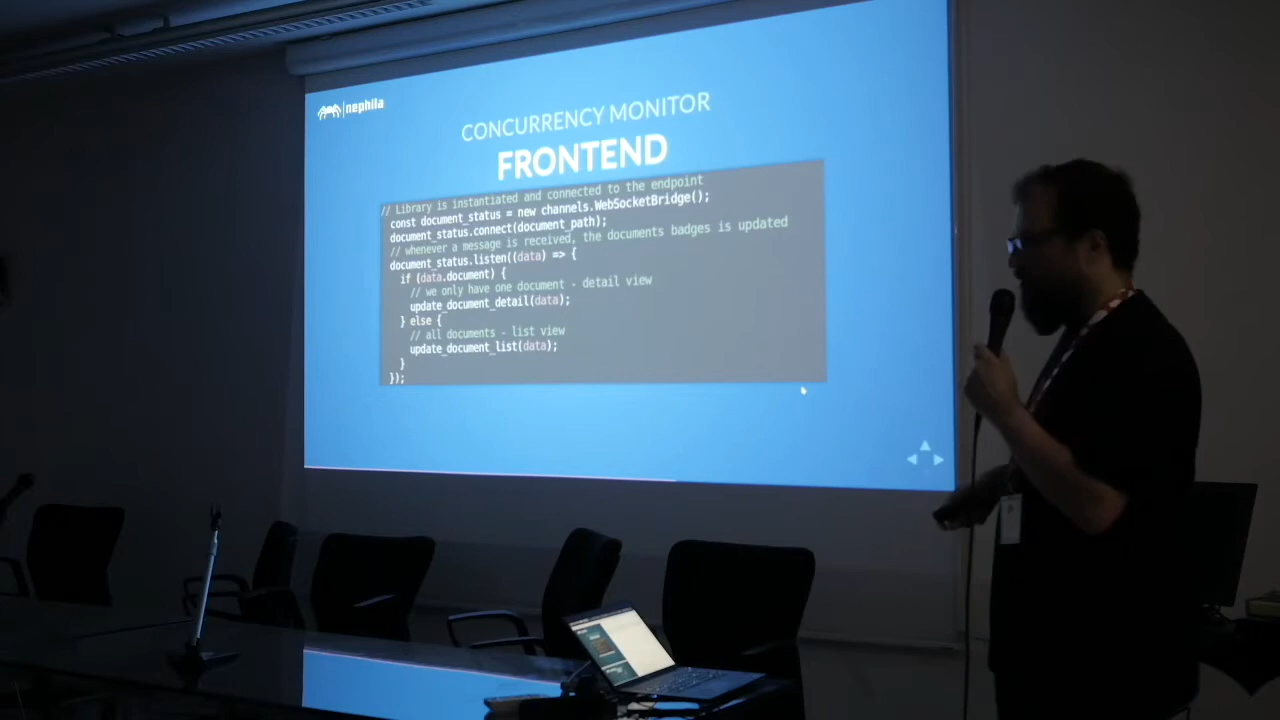 nephila
CONCURRENCY MONITOR
FRONTEND
// Library is instantiated and connected to the endpoint
const document_status = new channels.WebSocketBridge();
document_status.connect(document_path);
// whenever a message is received, the documents badges is updated
document_status.listen((data) => {
if (data.document) {
// we only have one document - detail view
update_document_detail(data);
} else {
// all documents - list view
update_document_list(data);
}
});